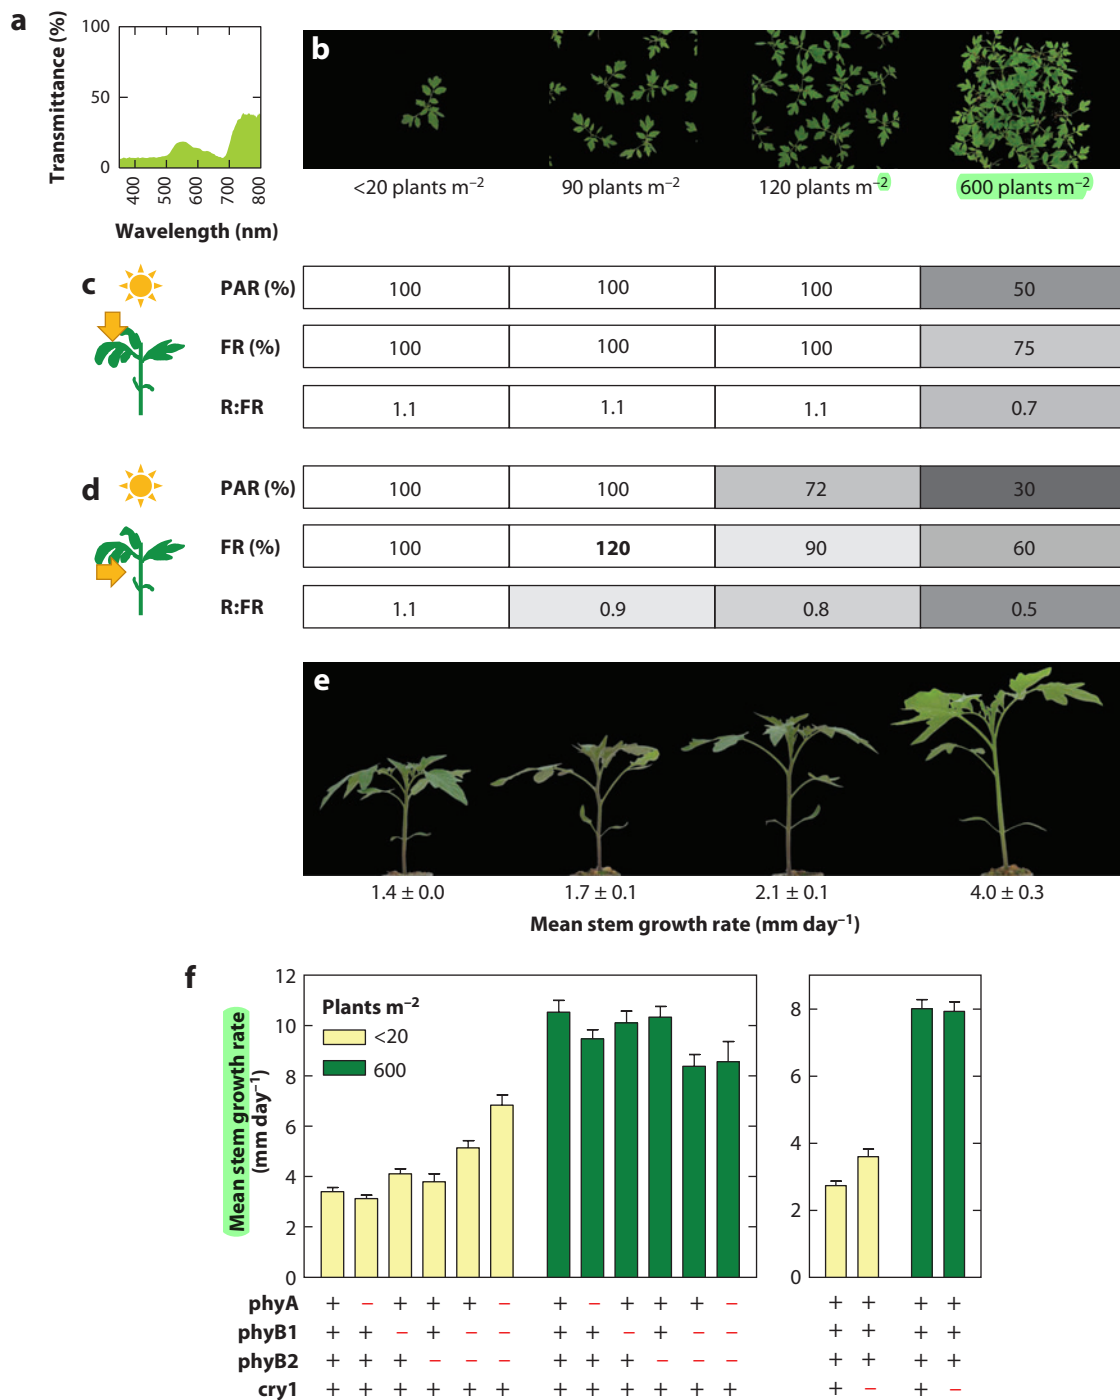 a
Transmittance (%)
100
50
0
400
500
600
700
800
Wavelength (nm)
b
<20 plants m⁻²
90 plants m⁻²
120 plants m⁻²
600 plants m⁻²
c
PAR (%) 100 100 100 50
FR (%) 100 100 100 75
R:FR 1.1 1.1 1.1 0.7
d
PAR (%) 100 100 72 30
FR (%) 100 120 90 60
R:FR 1.1 0.9 0.8 0.5
e
1.4 ± 0.0 1.7 ± 0.1 2.1 ± 0.1 4.0 ± 0.3
Mean stem growth rate (mm day⁻¹)
f
Mean stem growth rate
(mm day⁻¹)
12
10
8
6
4
2
0
Plants m⁻²
<20
600
8
6
4
2
0
phyA + − + + + − + − + + + − + + + +
phyB1 + + − + − − + + − + − − + + + +
phyB2 + + + − − − + + + − − − + + + +
cry1 + + + + + + + + + + + + + − + −